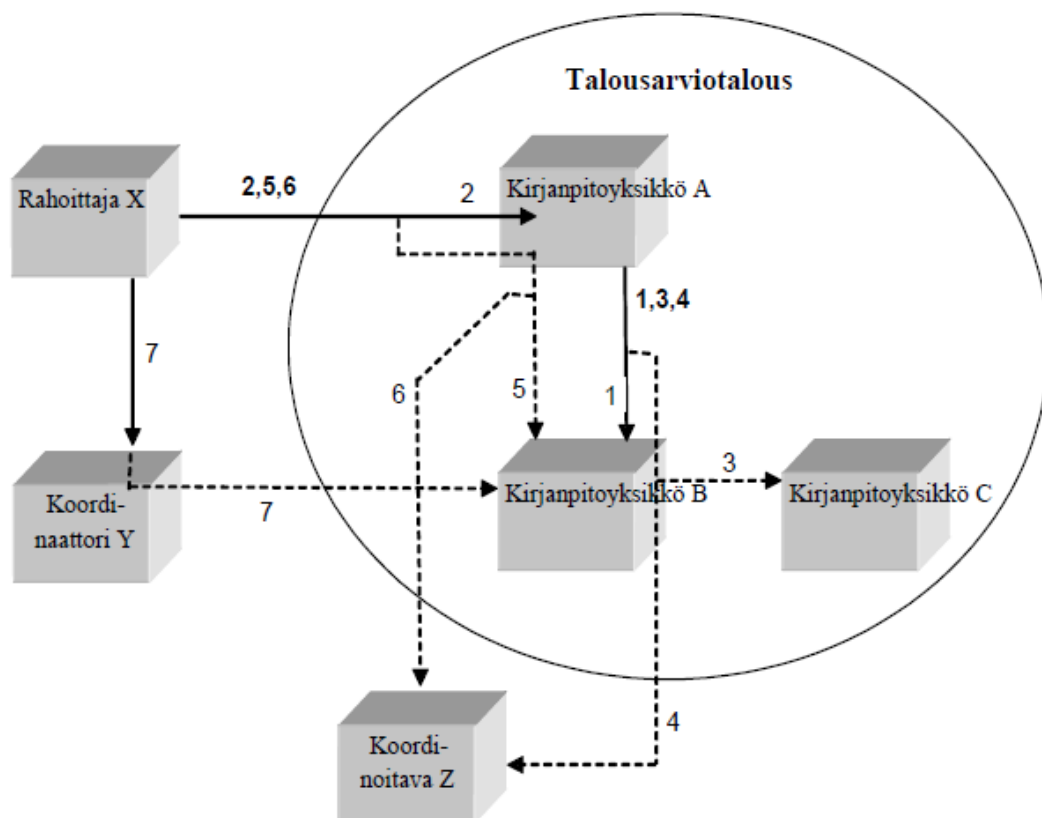 Talousarviotalous
Rahoittaja X
2,5,6
2
Kirjanpitoyksikkö A
1,3,4
7
6
5
1
3
Koordi-
naattori Y
7
Kirjanpitoyksikkö B
Kirjanpitoyksikkö C
4
Koordi-
noitava Z